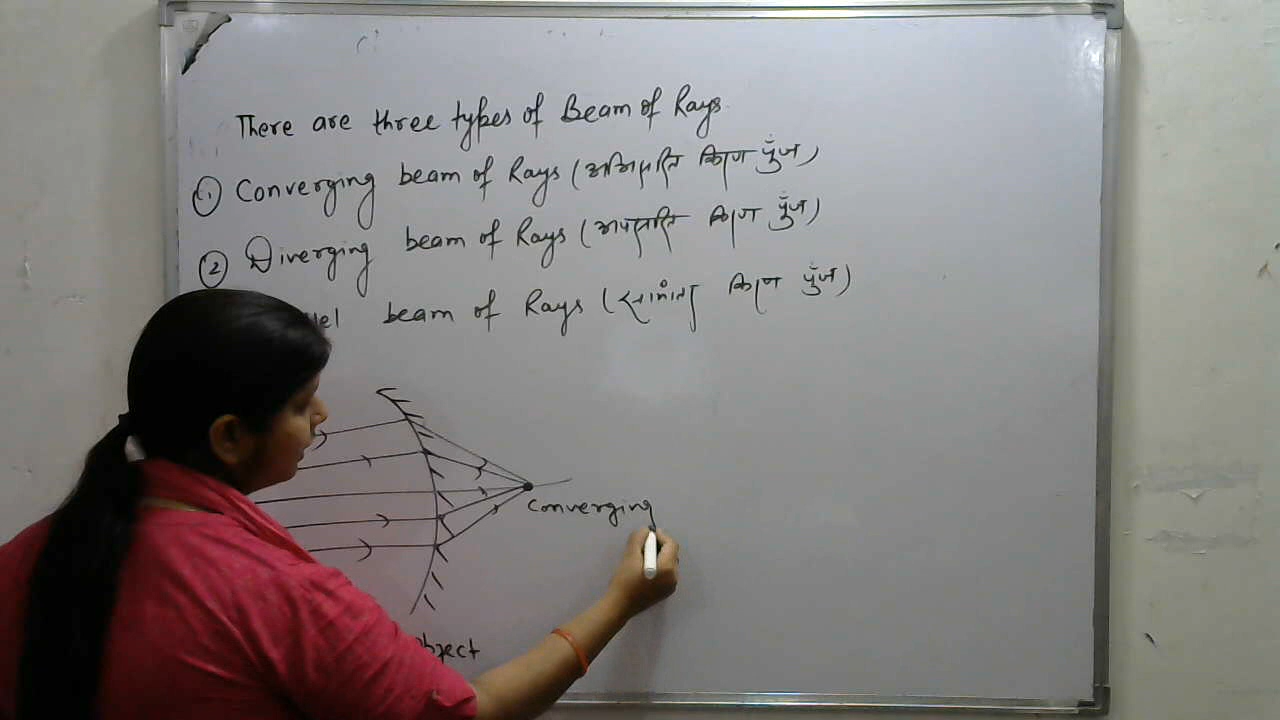 There are three types of Beam of Rays.
① Converging beam of Rays (अभिसारित किरण पुँज)
② Diverging beam of Rays (अपसारित किरण पुँज)
beam of Rays (समांतर किरण पुँज)
Converging
object